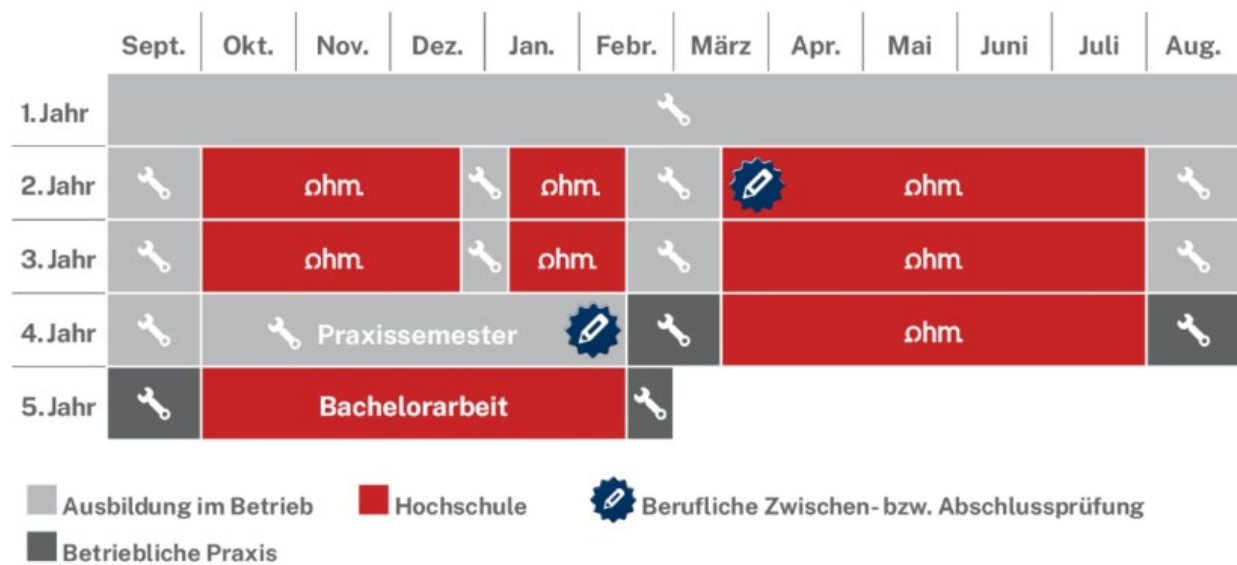 Sept. Okt. Nov. Dez. Jan. Febr. März Apr. Mai Juni Juli Aug.
1. Jahr
2. Jahr ohm ohm ohm
3. Jahr ohm ohm ohm
4. Jahr Praxissemester ohm
5. Jahr Bachelorarbeit
Ausbildung im Betrieb Hochschule Berufliche Zwischen- bzw. Abschlussprüfung
Betriebliche Praxis